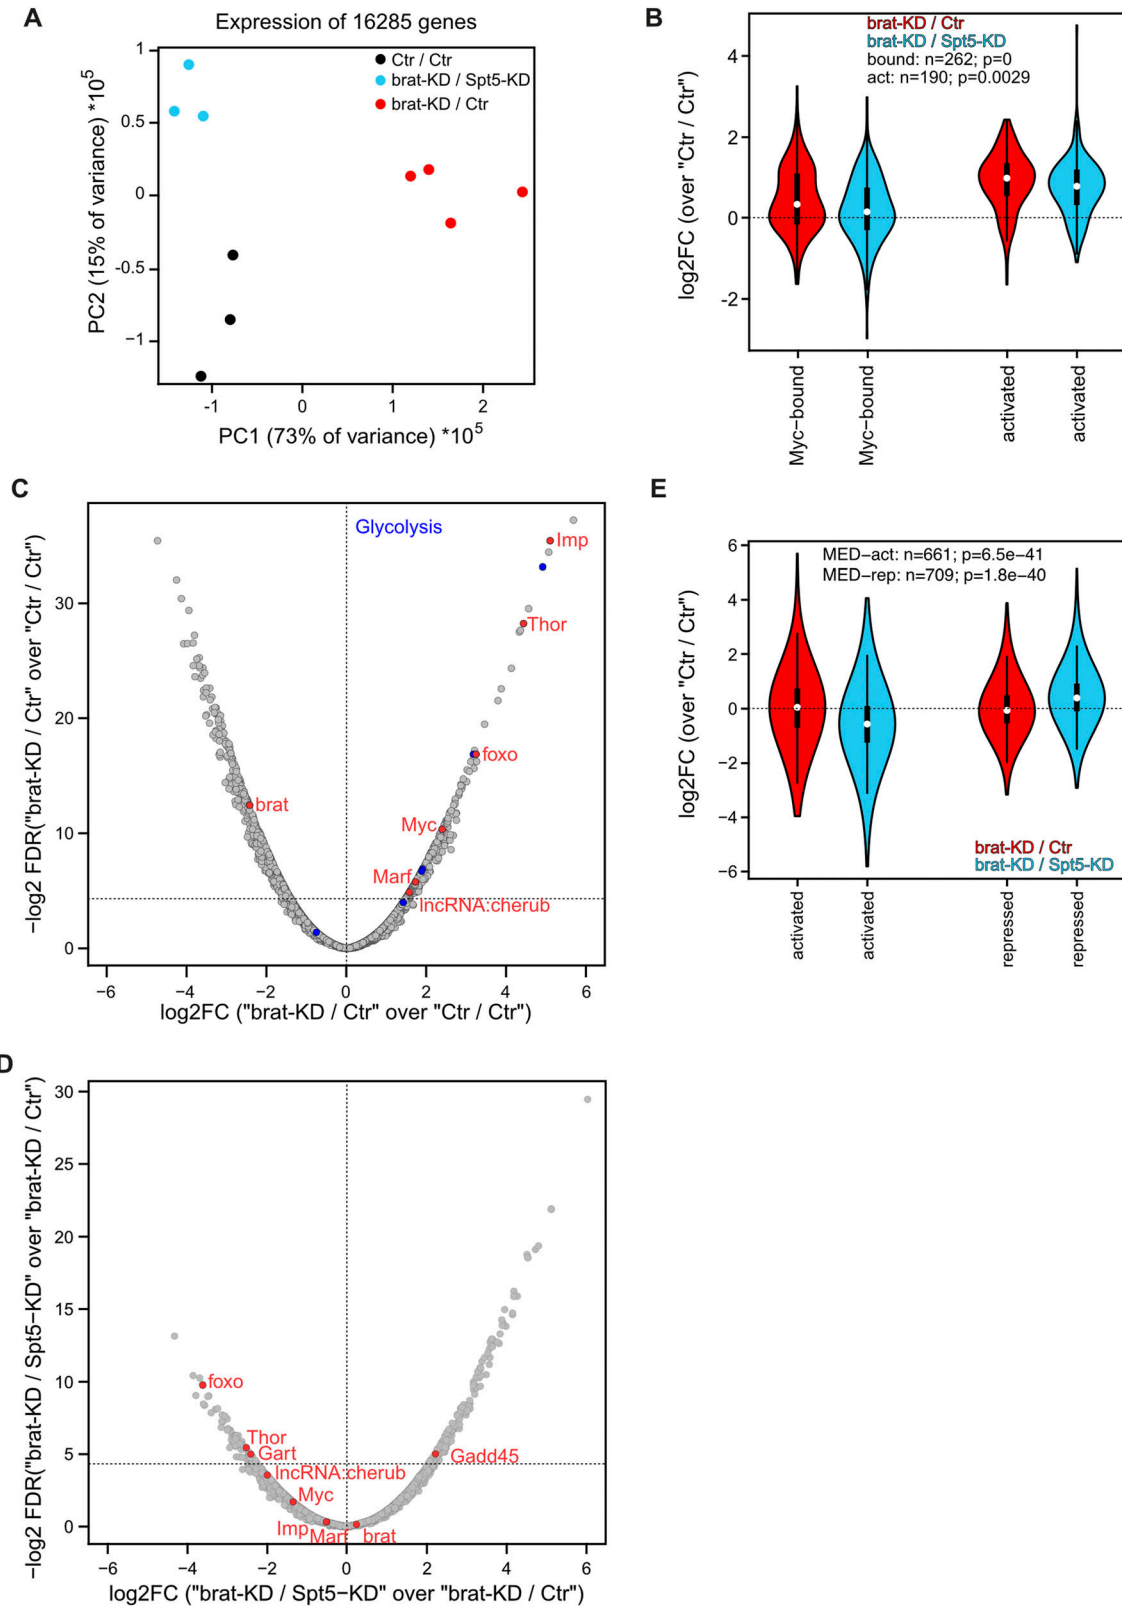 A
Expression of 16285 genes
PC2 (15% of variance) *10^5
1
0.5
0
−0.5
−1
Ctr / Ctr
brat-KD / Spt5-KD
brat-KD / Ctr
-1
0
1
2
PC1 (73% of variance) *10^5
B
log2FC (over "Ctr / Ctr")
4
2
0
-2
brat-KD / Ctr
brat-KD / Spt5-KD
bound: n=262; p=0
act: n=190; p=0.0029
Myc−bound
Myc−bound
activated
activated
C
−log2 FDR("brat-KD / Ctr" over "Ctr / Ctr")
30
20
10
0
Glycolysis
Imp
Thor
foxo
brat
Myc
Marf
lncRNA:cherub
−6
−4
−2
0
2
4
6
log2FC ("brat-KD / Ctr" over "Ctr / Ctr")
E
log2FC (over "Ctr / Ctr")
6
4
2
0
−2
−4
−6
MED−act: n=661; p=6.5e−41
MED−rep: n=709; p=1.8e−40
brat-KD / Ctr
brat-KD / Spt5-KD
activated
activated
repressed
repressed
D
−log2 FDR("brat-KD / Spt5−KD" over "brat-KD / Ctr")
30
25
20
15
10
5
0
foxo
Thor
Gart
lncRNA:cherub
Myc
Imp
Marf
brat
Gadd45
−6
−4
−2
0
2
4
6
log2FC ("brat-KD / Spt5−KD" over "brat-KD / Ctr")